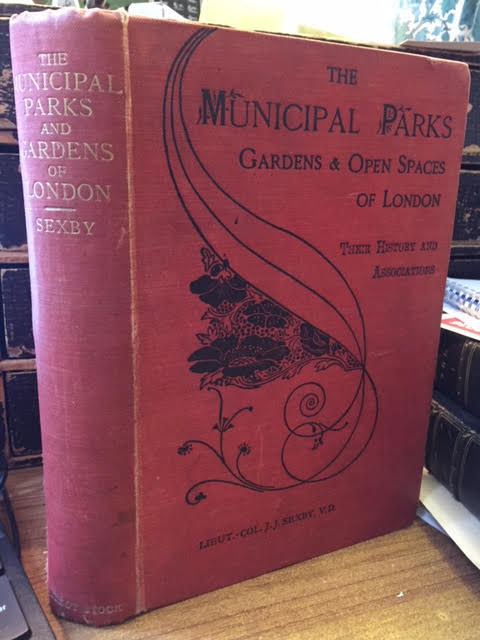 THE
MUNICIPAL
PARKS
AND
GARDENS
OF
LONDON
SEXBY
THE
MUNICIPAL PARKS
GARDENS & OPEN SPACES
OF LONDON
THEIR HISTORY AND
ASSOCIATIONS
LIEUT.-COL. J.J. SEXBY, V.D.
STOCK